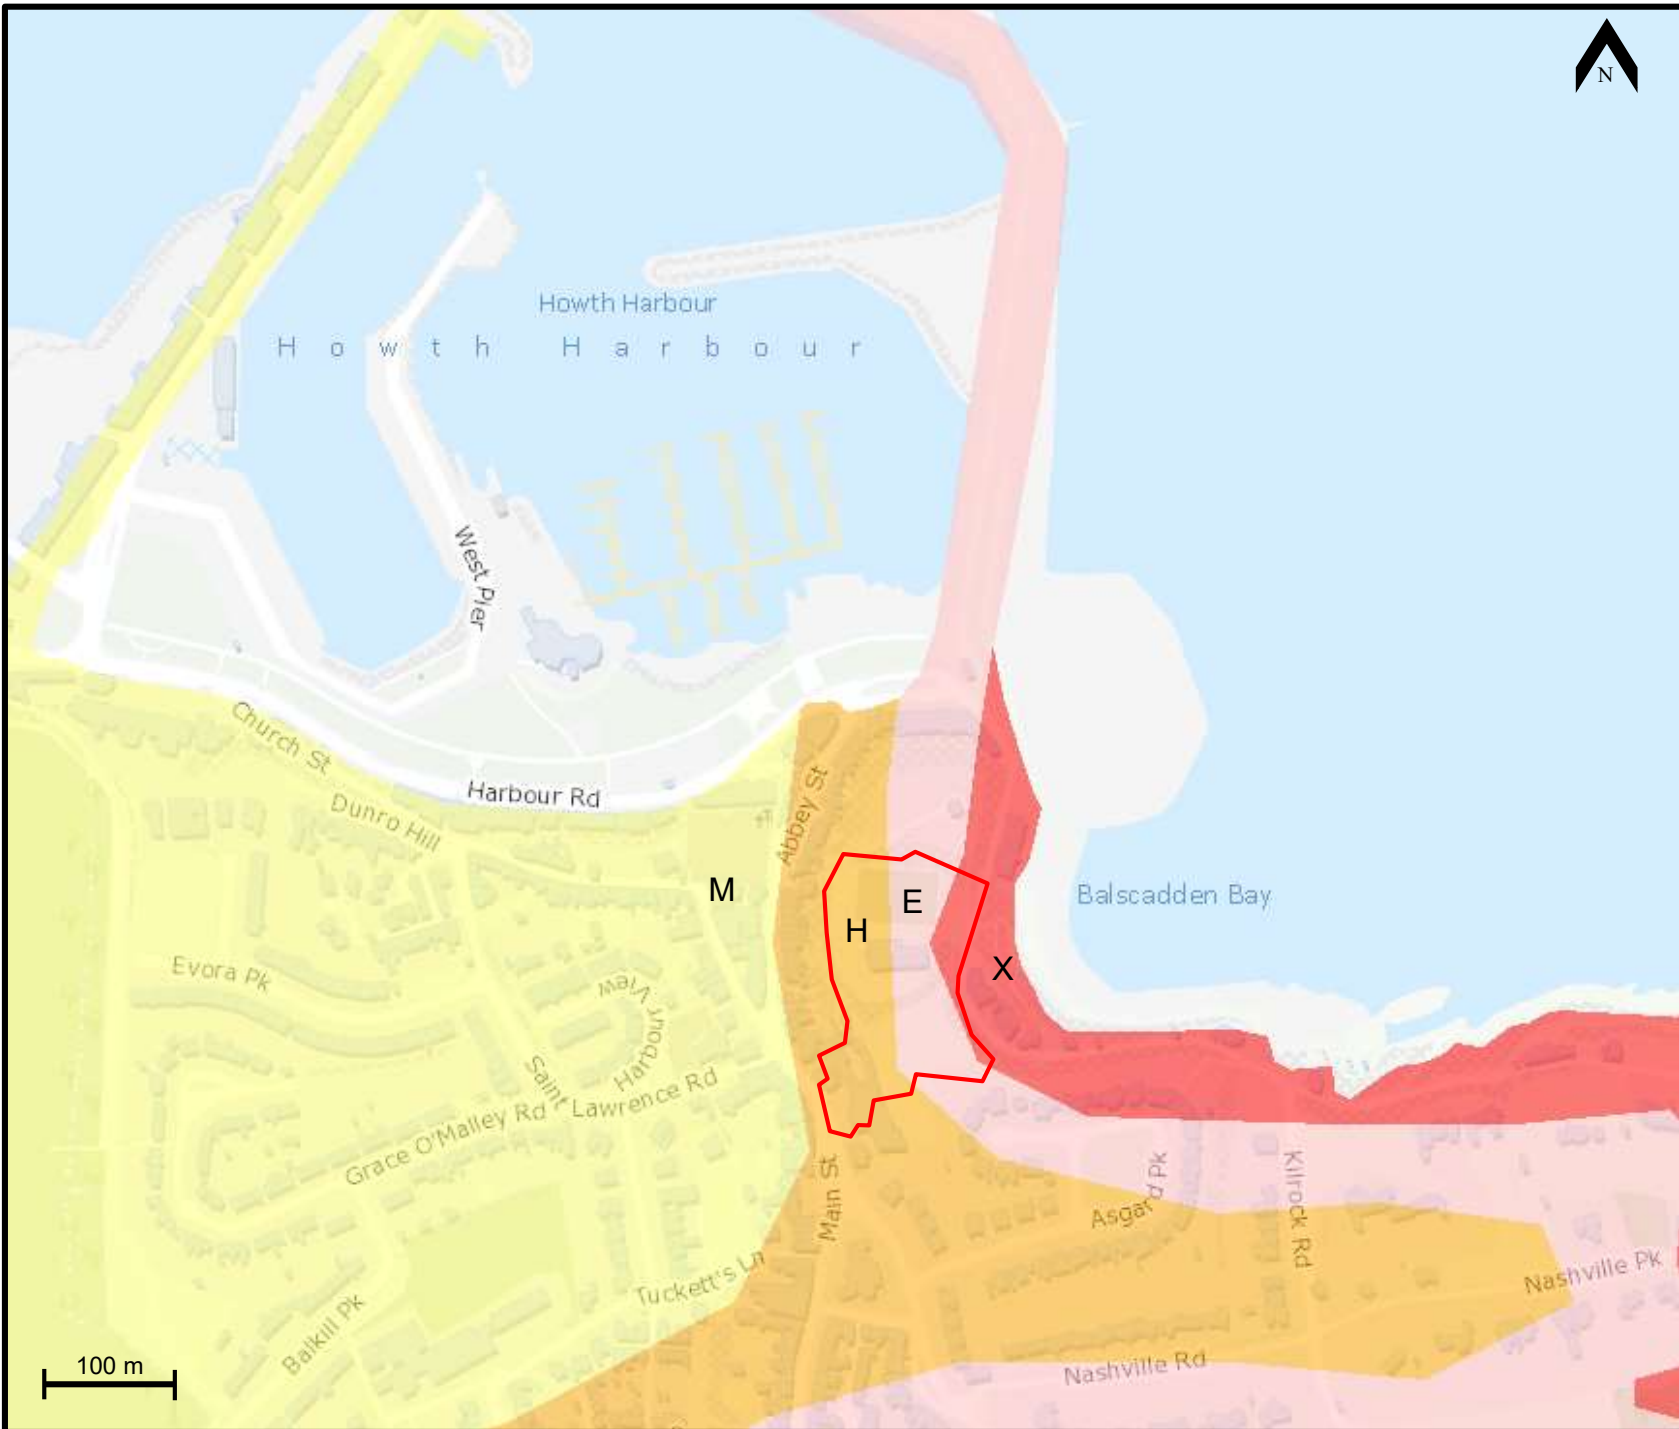 N
Howth Harbour
Howth Harbour
West Pier
Church St
Harbour Rd
Dunro Hill
Abbey St
M
E
H
X
Balscadden Bay
Evora Pk
Harbour View
Saint Lawrence Rd
Grace O'Malley Rd
Main St
Asgard Pk
Kilrock Rd
Tuckett's Ln
Nashville Pk
Balkill Pk
Nashville Rd
100 m